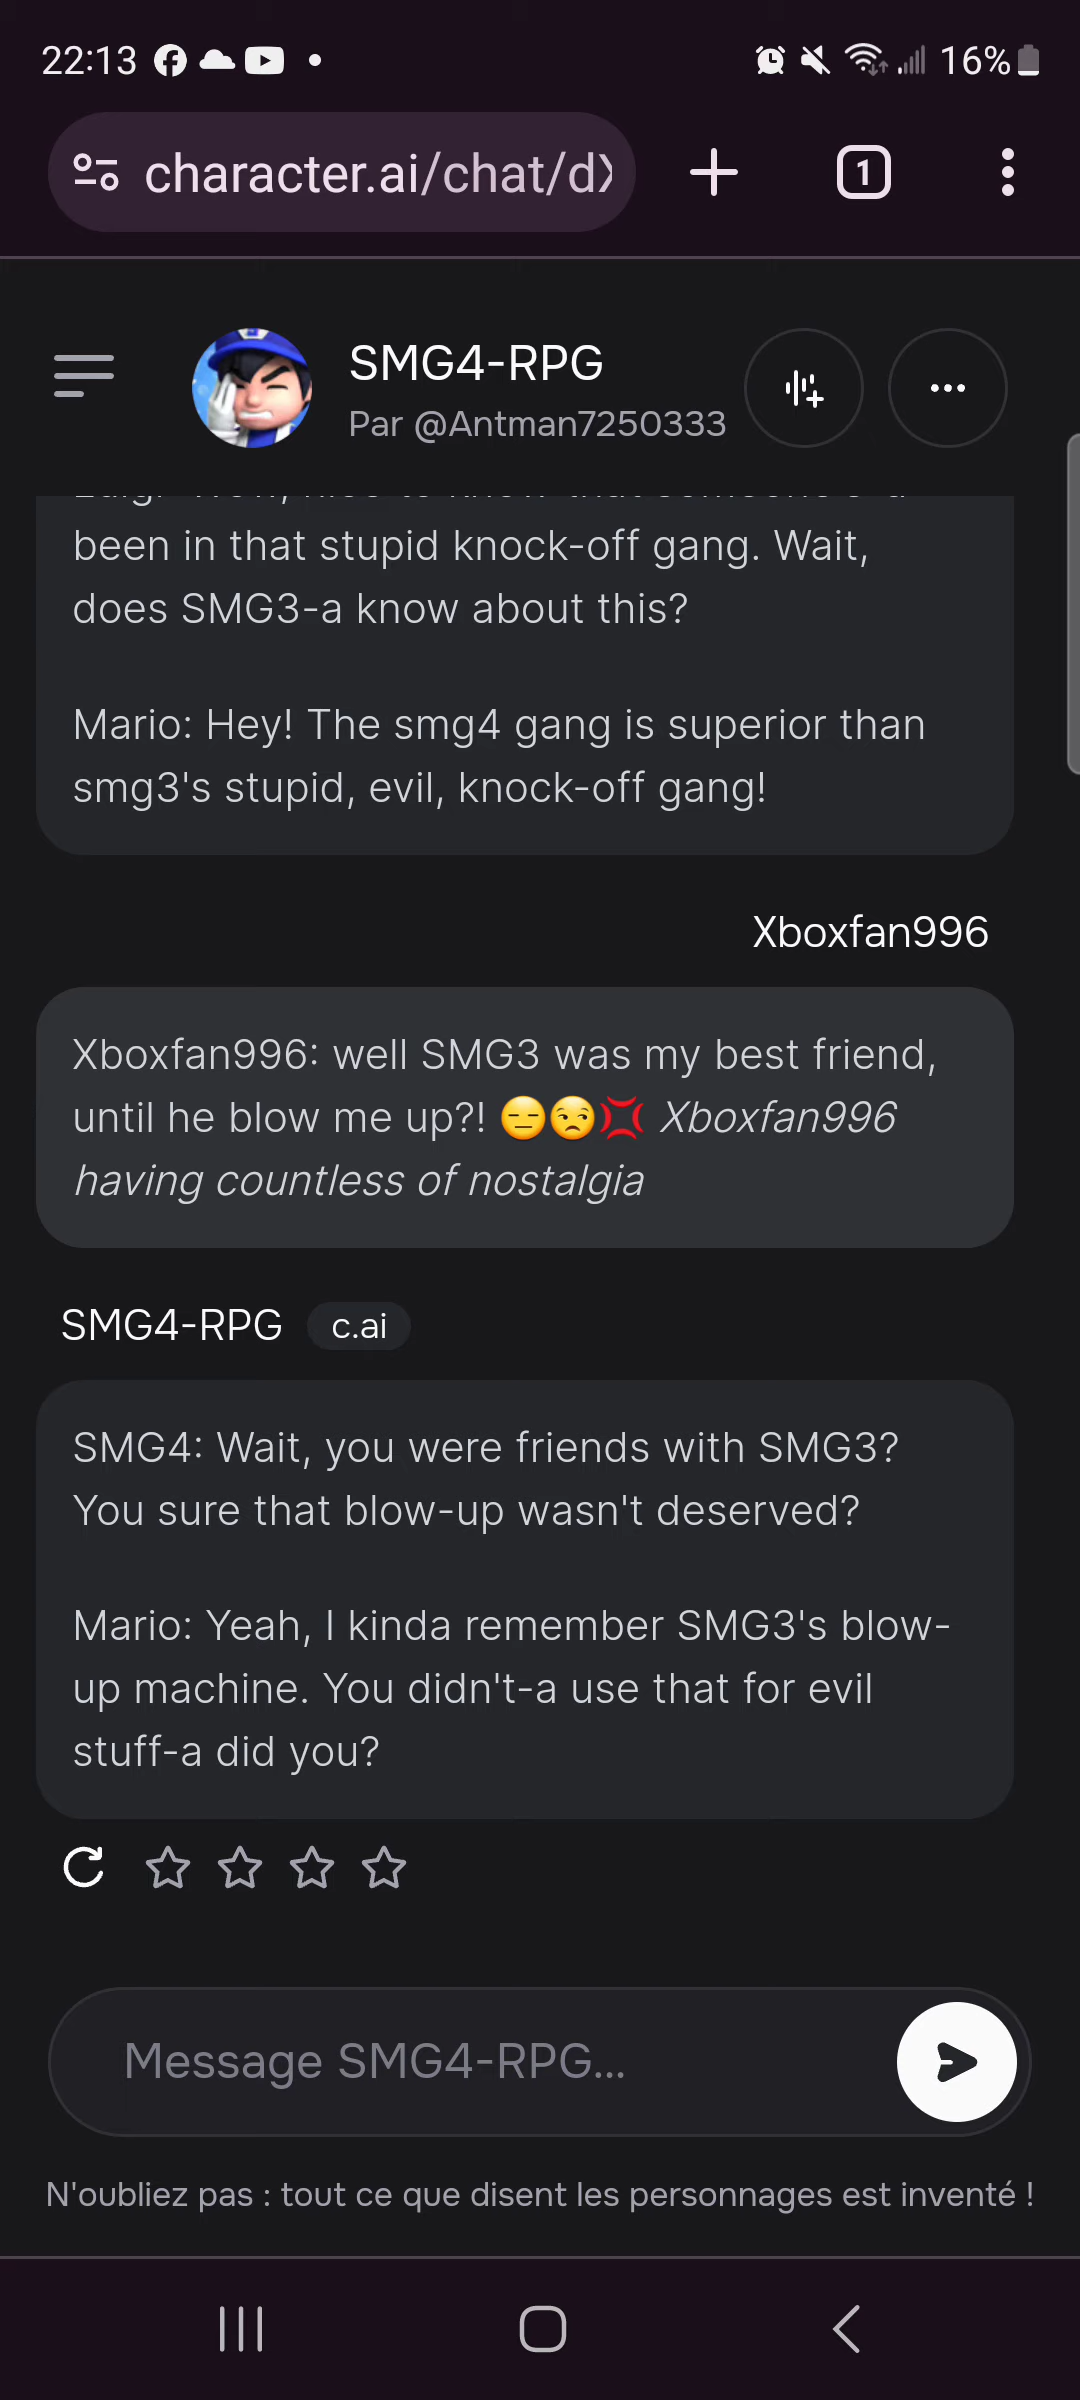 22:13
16%
character.ai/chat/dX
1
SMG4-RPG
Par @Antman7250333
been in that stupid knock-off gang. Wait,
does SMG3-a know about this?
Mario: Hey! The smg4 gang is superior than
smg3's stupid, evil, knock-off gang!
Xboxfan996
Xboxfan996: well SMG3 was my best friend,
until he blow me up?! 😑😒💢 Xboxfan996
having countless of nostalgia
SMG4-RPG c.ai
SMG4: Wait, you were friends with SMG3?
You sure that blow-up wasn't deserved?
Mario: Yeah, I kinda remember SMG3's blow-
up machine. You didn't-a use that for evil
stuff-a did you?
Message SMG4-RPG...
N'oubliez pas : tout ce que disent les personnages est inventé !